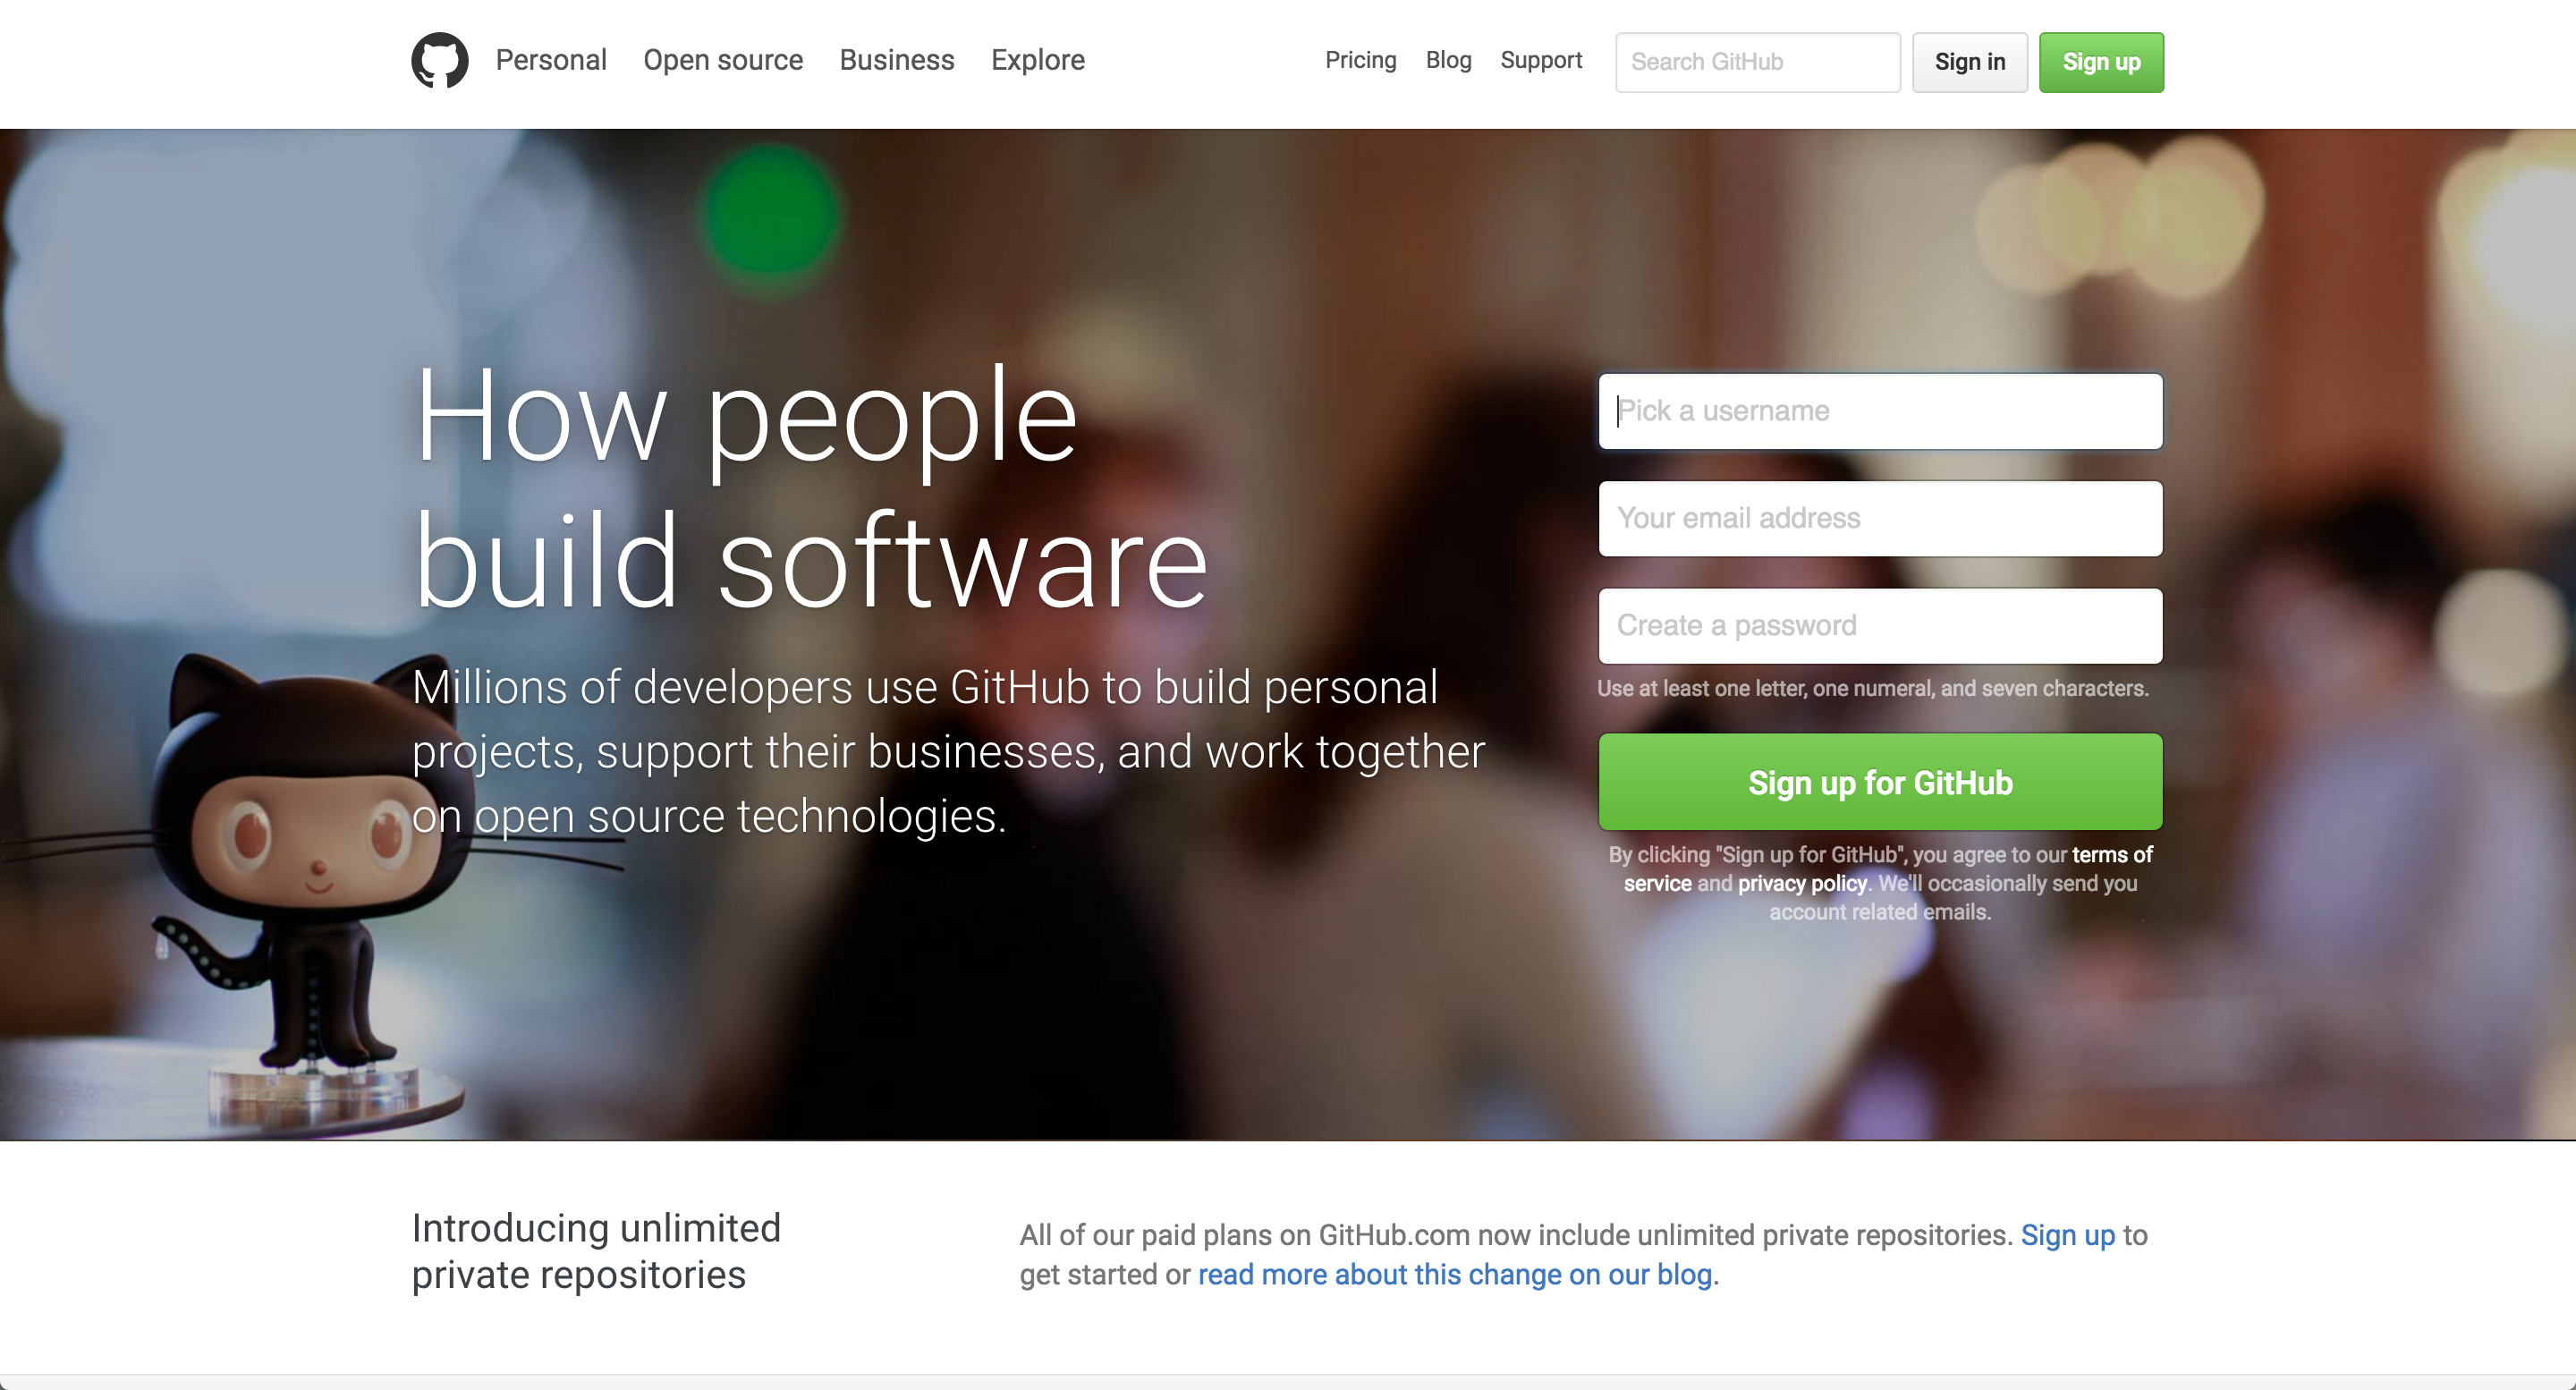 Personal Open source Business Explore Pricing Blog Support Search GitHub Sign in Sign up
How people
build software
Millions of developers use GitHub to build personal
projects, support their businesses, and work together
on open source technologies.
Pick a username
Your email address
Create a password
Use at least one letter, one numeral, and seven characters.
Sign up for GitHub
By clicking "Sign up for GitHub", you agree to our terms of
service and privacy policy. We'll occasionally send you
account related emails.
Introducing unlimited
private repositories
All of our paid plans on GitHub.com now include unlimited private repositories. Sign up to
get started or read more about this change on our blog.